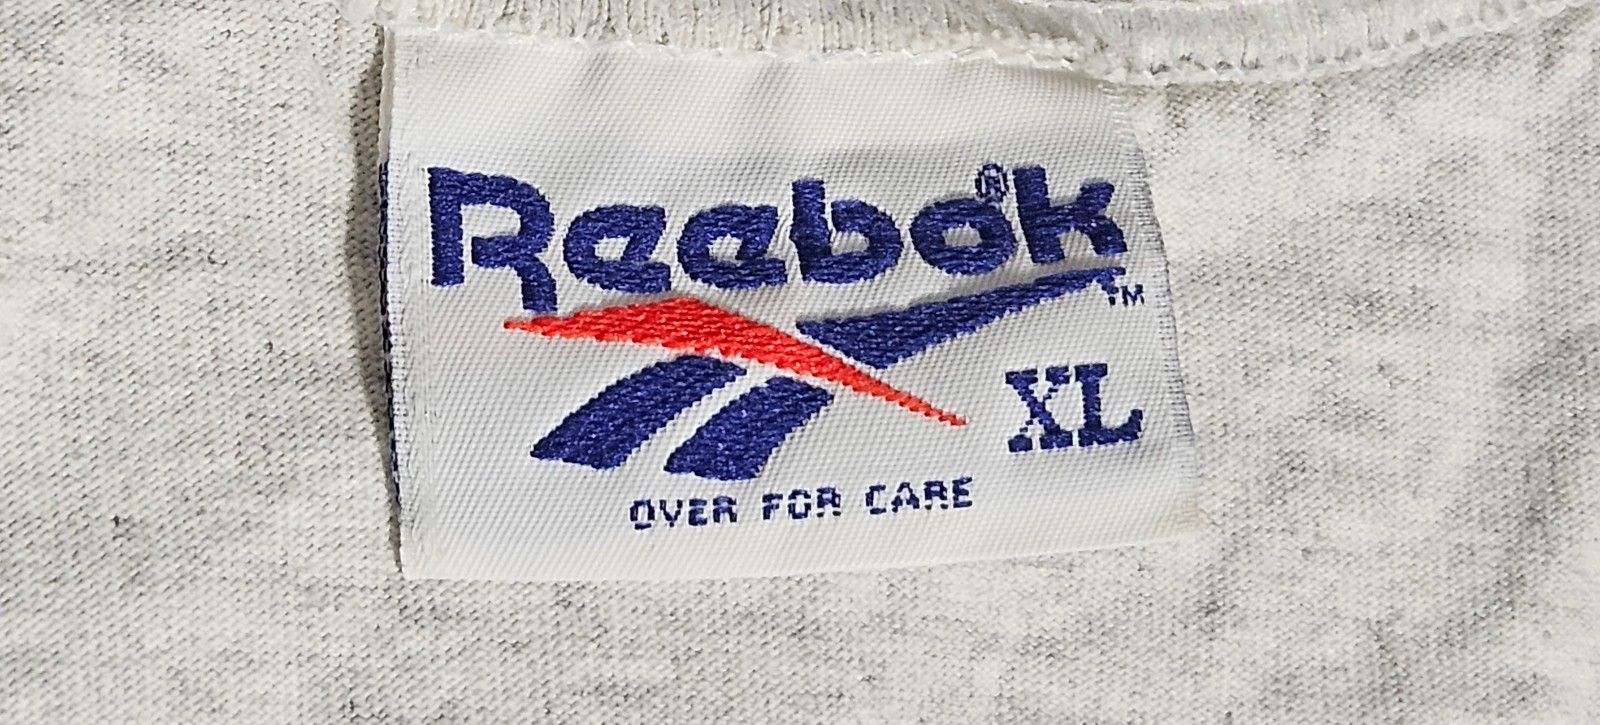 Reebok®
TM
XL
OVER FOR CARE